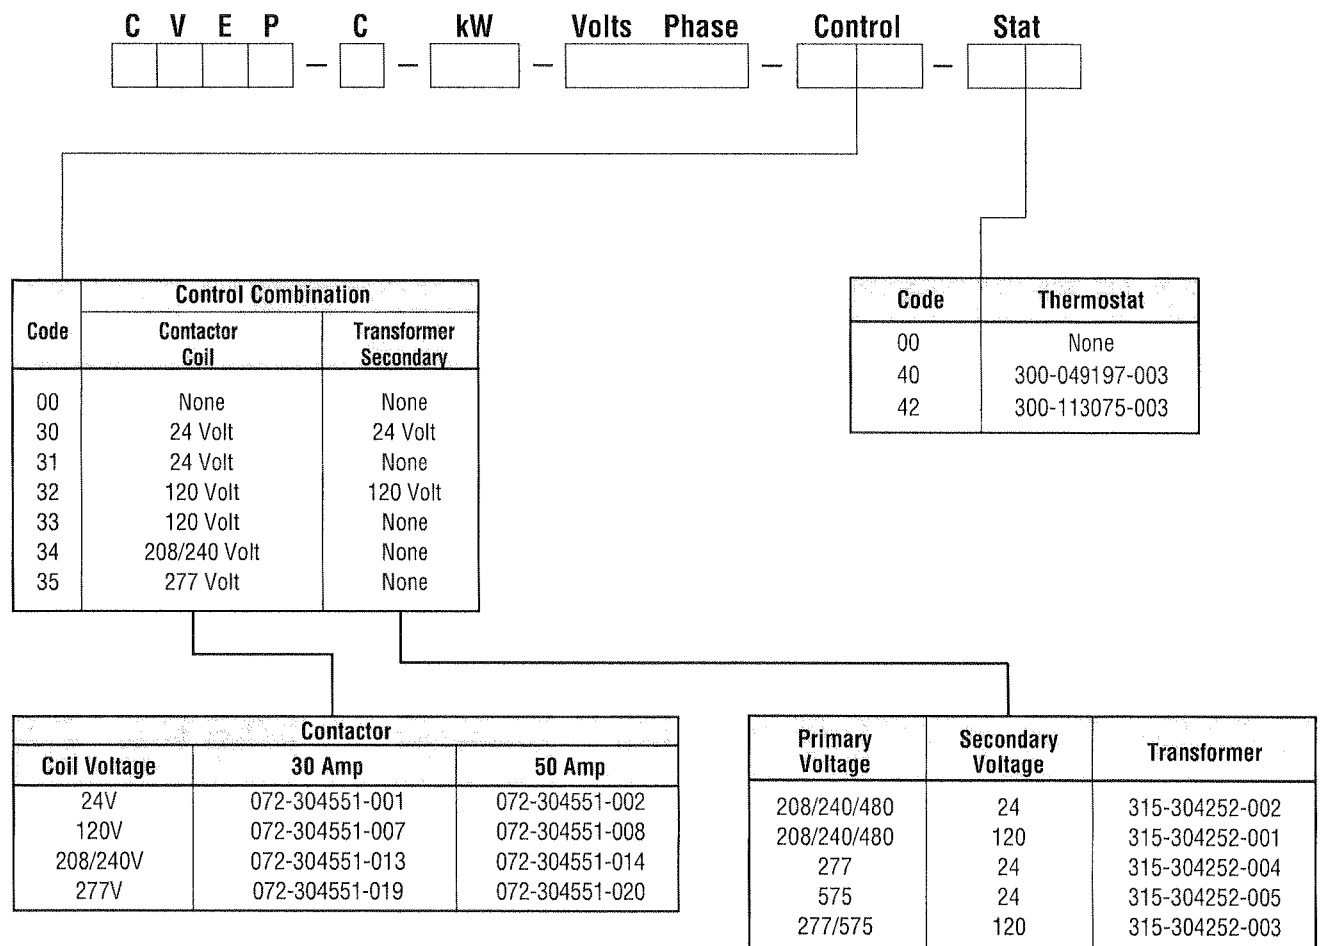 C V E P C kW Volts Phase Control Stat
– – – – –
Control Combination
Code Contactor Coil Transformer Secondary
00 None None
30 24 Volt 24 Volt
31 24 Volt None
32 120 Volt 120 Volt
33 120 Volt None
34 208/240 Volt None
35 277 Volt None
Code Thermostat
00 None
40 300-049197-003
42 300-113075-003
Contactor
Coil Voltage 30 Amp 50 Amp
24V 072-304551-001 072-304551-002
120V 072-304551-007 072-304551-008
208/240V 072-304551-013 072-304551-014
277V 072-304551-019 072-304551-020
Primary Voltage Secondary Voltage Transformer
208/240/480 24 315-304252-002
208/240/480 120 315-304252-001
277 24 315-304252-004
575 24 315-304252-005
277/575 120 315-304252-003